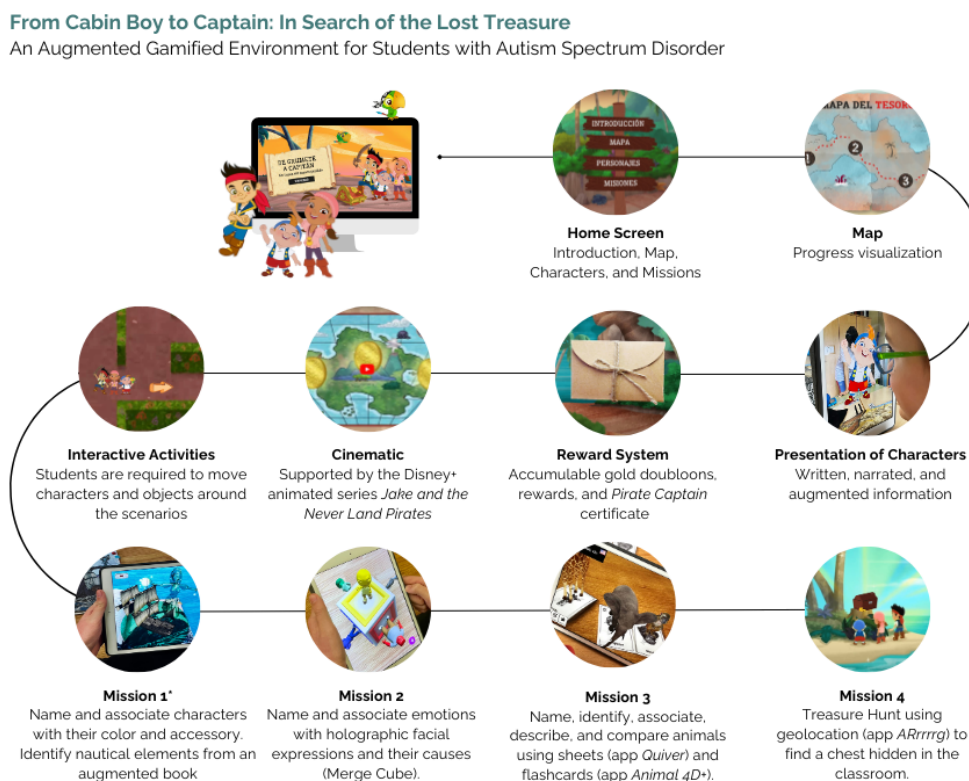 From Cabin Boy to Captain: In Search of the Lost Treasure
An Augmented Gamified Environment for Students with Autism Spectrum Disorder
DE GRUMETE
A CAPITÁN
INTRODUCCIÓN
MAPA
PERSONAJES
MISIONES
MAPA DEL TESOR
1
2
3
Home Screen
Introduction, Map,
Characters, and Missions
Map
Progress visualization
Interactive Activities
Students are required to move
characters and objects around
the scenarios
Cinematic
Supported by the Disney+
animated series Jake and the
Never Land Pirates
Reward System
Accumulable gold doubloons,
rewards, and Pirate Captain
certificate
Presentation of Characters
Written, narrated, and
augmented information
Mission 1*
Name and associate characters
with their color and accessory.
Identify nautical elements from an
augmented book
Mission 2
Name and associate emotions
with holographic facial
expressions and their causes
(Merge Cube).
Mission 3
Name, identify, associate,
describe, and compare animals
using sheets (app Quiver) and
flashcards (app Animal 4D+).
Mission 4
Treasure Hunt using
geolocation (app ARrrrrg) to
find a chest hidden in the
classroom.